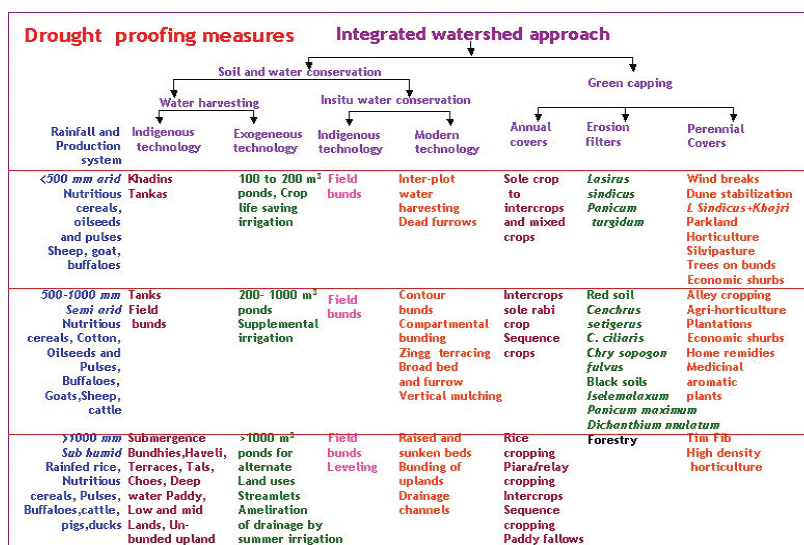 Drought proofing measures
Integrated watershed approach
Soil and water conservation
Green capping
Water harvesting
Insitu water conservation
Rainfall and
Production
system
Indigenous
technology
Exogeneous
technology
Indigenous
technology
Modern
technology
Annual
covers
Erosion
filters
Perennial
Covers
<500 mm arid
Nutritious
cereals,
oilseeds
and pulses
Sheep, goat,
buffaloes
Khadins
Tankas
100 to 200 m³
ponds, Crop
life saving
irrigation
Field
bunds
Inter-plot
water
harvesting
Dead furrows
Sole crop
to
intercrops
and mixed
crops
Lasirus
sindicus
Panicum
turgidum
Wind breaks
Dune stabilization
L Sindicus+Khajri
Parkland
Horticulture
Silvipasture
Trees on bunds
Economic shurbs
500-1000 mm
Semi arid
Nutritious
cereals, Cotton,
Oilseeds and
Pulses,
Buffaloes,
Goats,Sheep,
cattle
Tanks
Field
bunds
200- 1000 m³
ponds
Supplemental
irrigation
Field
bunds
Contour
bunds
Compartmental
bunding
Zingg terracing
Broad bed
and furrow
Vertical mulching
Intercrops
sole rabi
crop
Sequence
crops
Red soil
Cenchrus
setigerus
C. ciliaris
Chry sopogon
fulvus
Black soils
Iselemalaxum
Panicum maximum
Dichanthium nnulatum
Alley cropping
Agri-horticulture
Plantations
Economic shurbs
Home remidies
Medicinal
aromatic
plants
>1000 mm
Sub humid
Rainfed rice,
Nutritious
cereals, Pulses,
Buffaloes,cattle,
pigs,ducks
Submergence
Bundhies,Haveli,
Terraces, Tals,
Choes, Deep
water Paddy,
Low and mid
Lands, Un-
bunded upland
>1000 m³
ponds for
alternate
Land uses
Streamlets
Ameliration
of drainage by
summer irrigation
Field
bunds
Leveling
Raised and
sunken beds
Bunding of
uplands
Drainage
channels
Rice
cropping
Piara/relay
cropping
Intercrops
Sequence
cropping
Paddy fallows
Forestry
Tim Fib
High density
horticulture